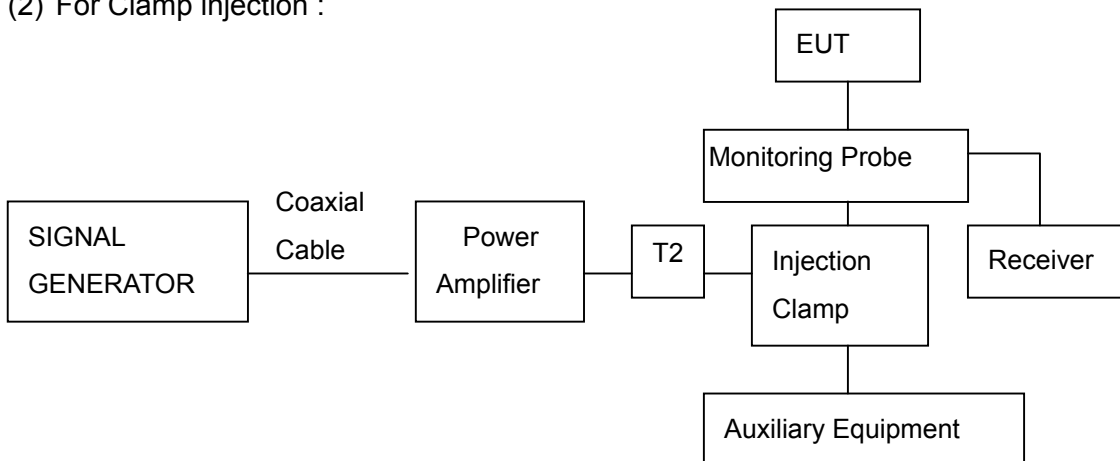 (2) For Clamp injection :
EUT
Monitoring Probe
Coaxial
Cable
SIGNAL
GENERATOR
Power
Amplifier
T2
Injection
Clamp
Receiver
Auxiliary Equipment